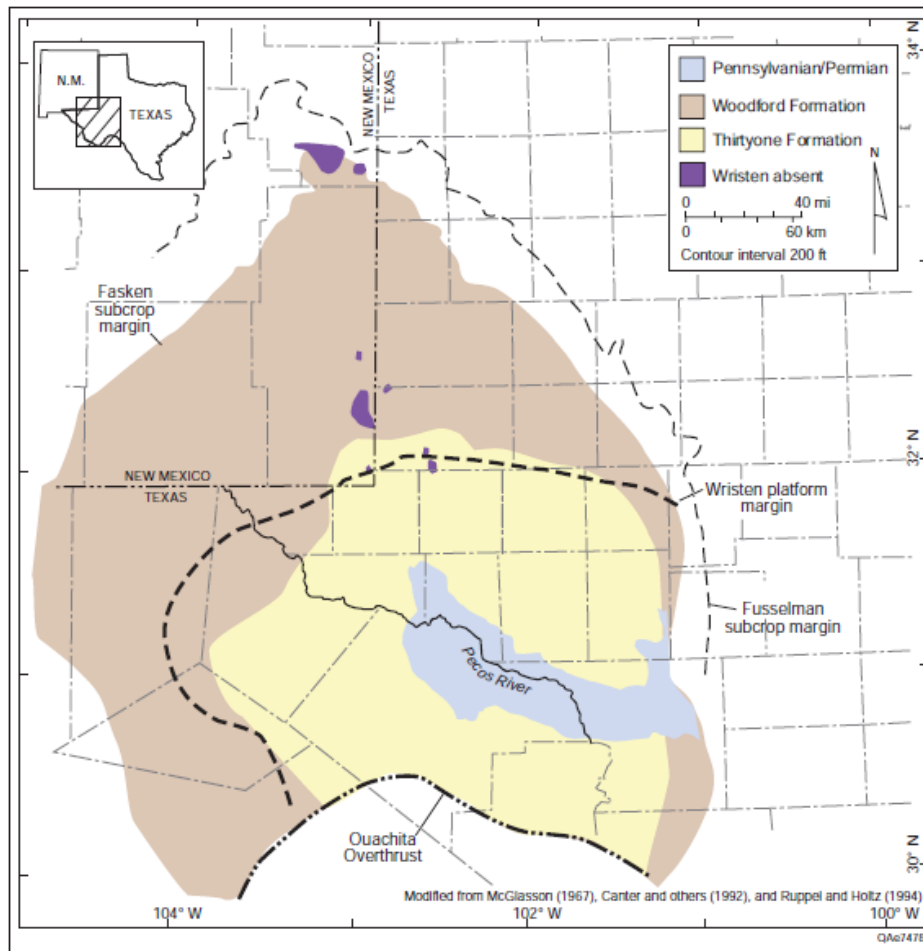 N.M.
TEXAS
NEW MEXICO
TEXAS
34° N
Pennsylvanian/Permian
Woodford Formation
Thirtyone Formation
Wristen absent
N
0 40 mi
0 60 km
Contour interval 200 ft
Fasken
subcrop
margin
32° N
NEW MEXICO
TEXAS
Wristen platform
margin
Fusselman
subcrop margin
Pecos River
Ouachita
Overthrust
30° N
Modified from McGlasson (1967), Canter and others (1992), and Ruppel and Holtz (1994)
104° W
102° W
100° W